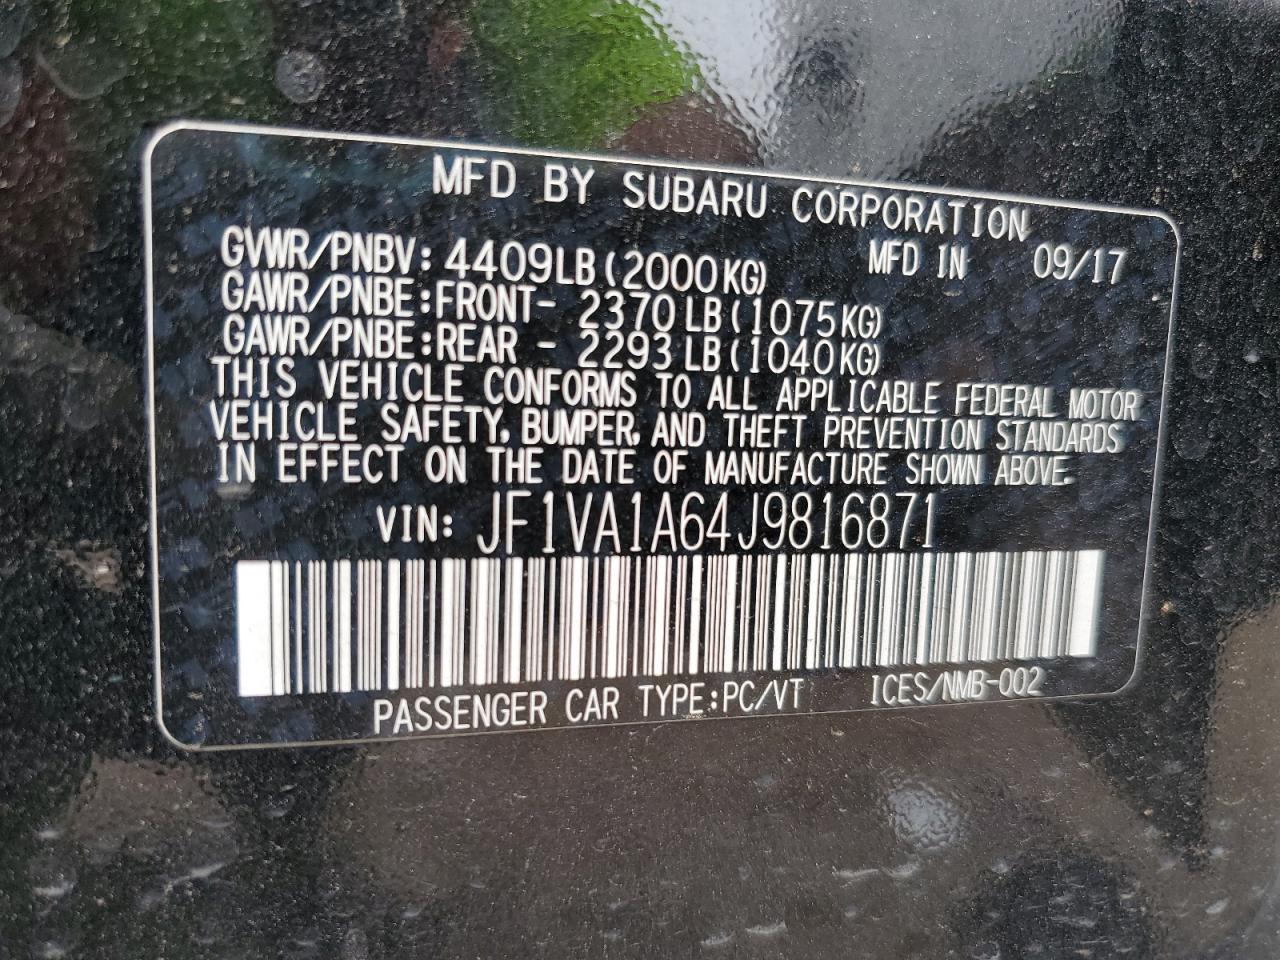 MFD BY SUBARU CORPORATION
GVWR/PNBV: 4409LB(2000KG) MFD IN 09/17
GAWR/PNBE:FRONT- 2370 LB(1075KG)
GAWR/PNBE:REAR - 2293 LB(1040KG)
THIS VEHICLE CONFORMS TO ALL APPLICABLE FEDERAL MOTOR
VEHICLE SAFETY, BUMPER, AND THEFT PREVENTION STANDARDS
IN EFFECT ON THE DATE OF MANUFACTURE SHOWN ABOVE.
VIN: JF1VA1A64J9816871
PASSENGER CAR TYPE:PC/VT ICES/NMB-002